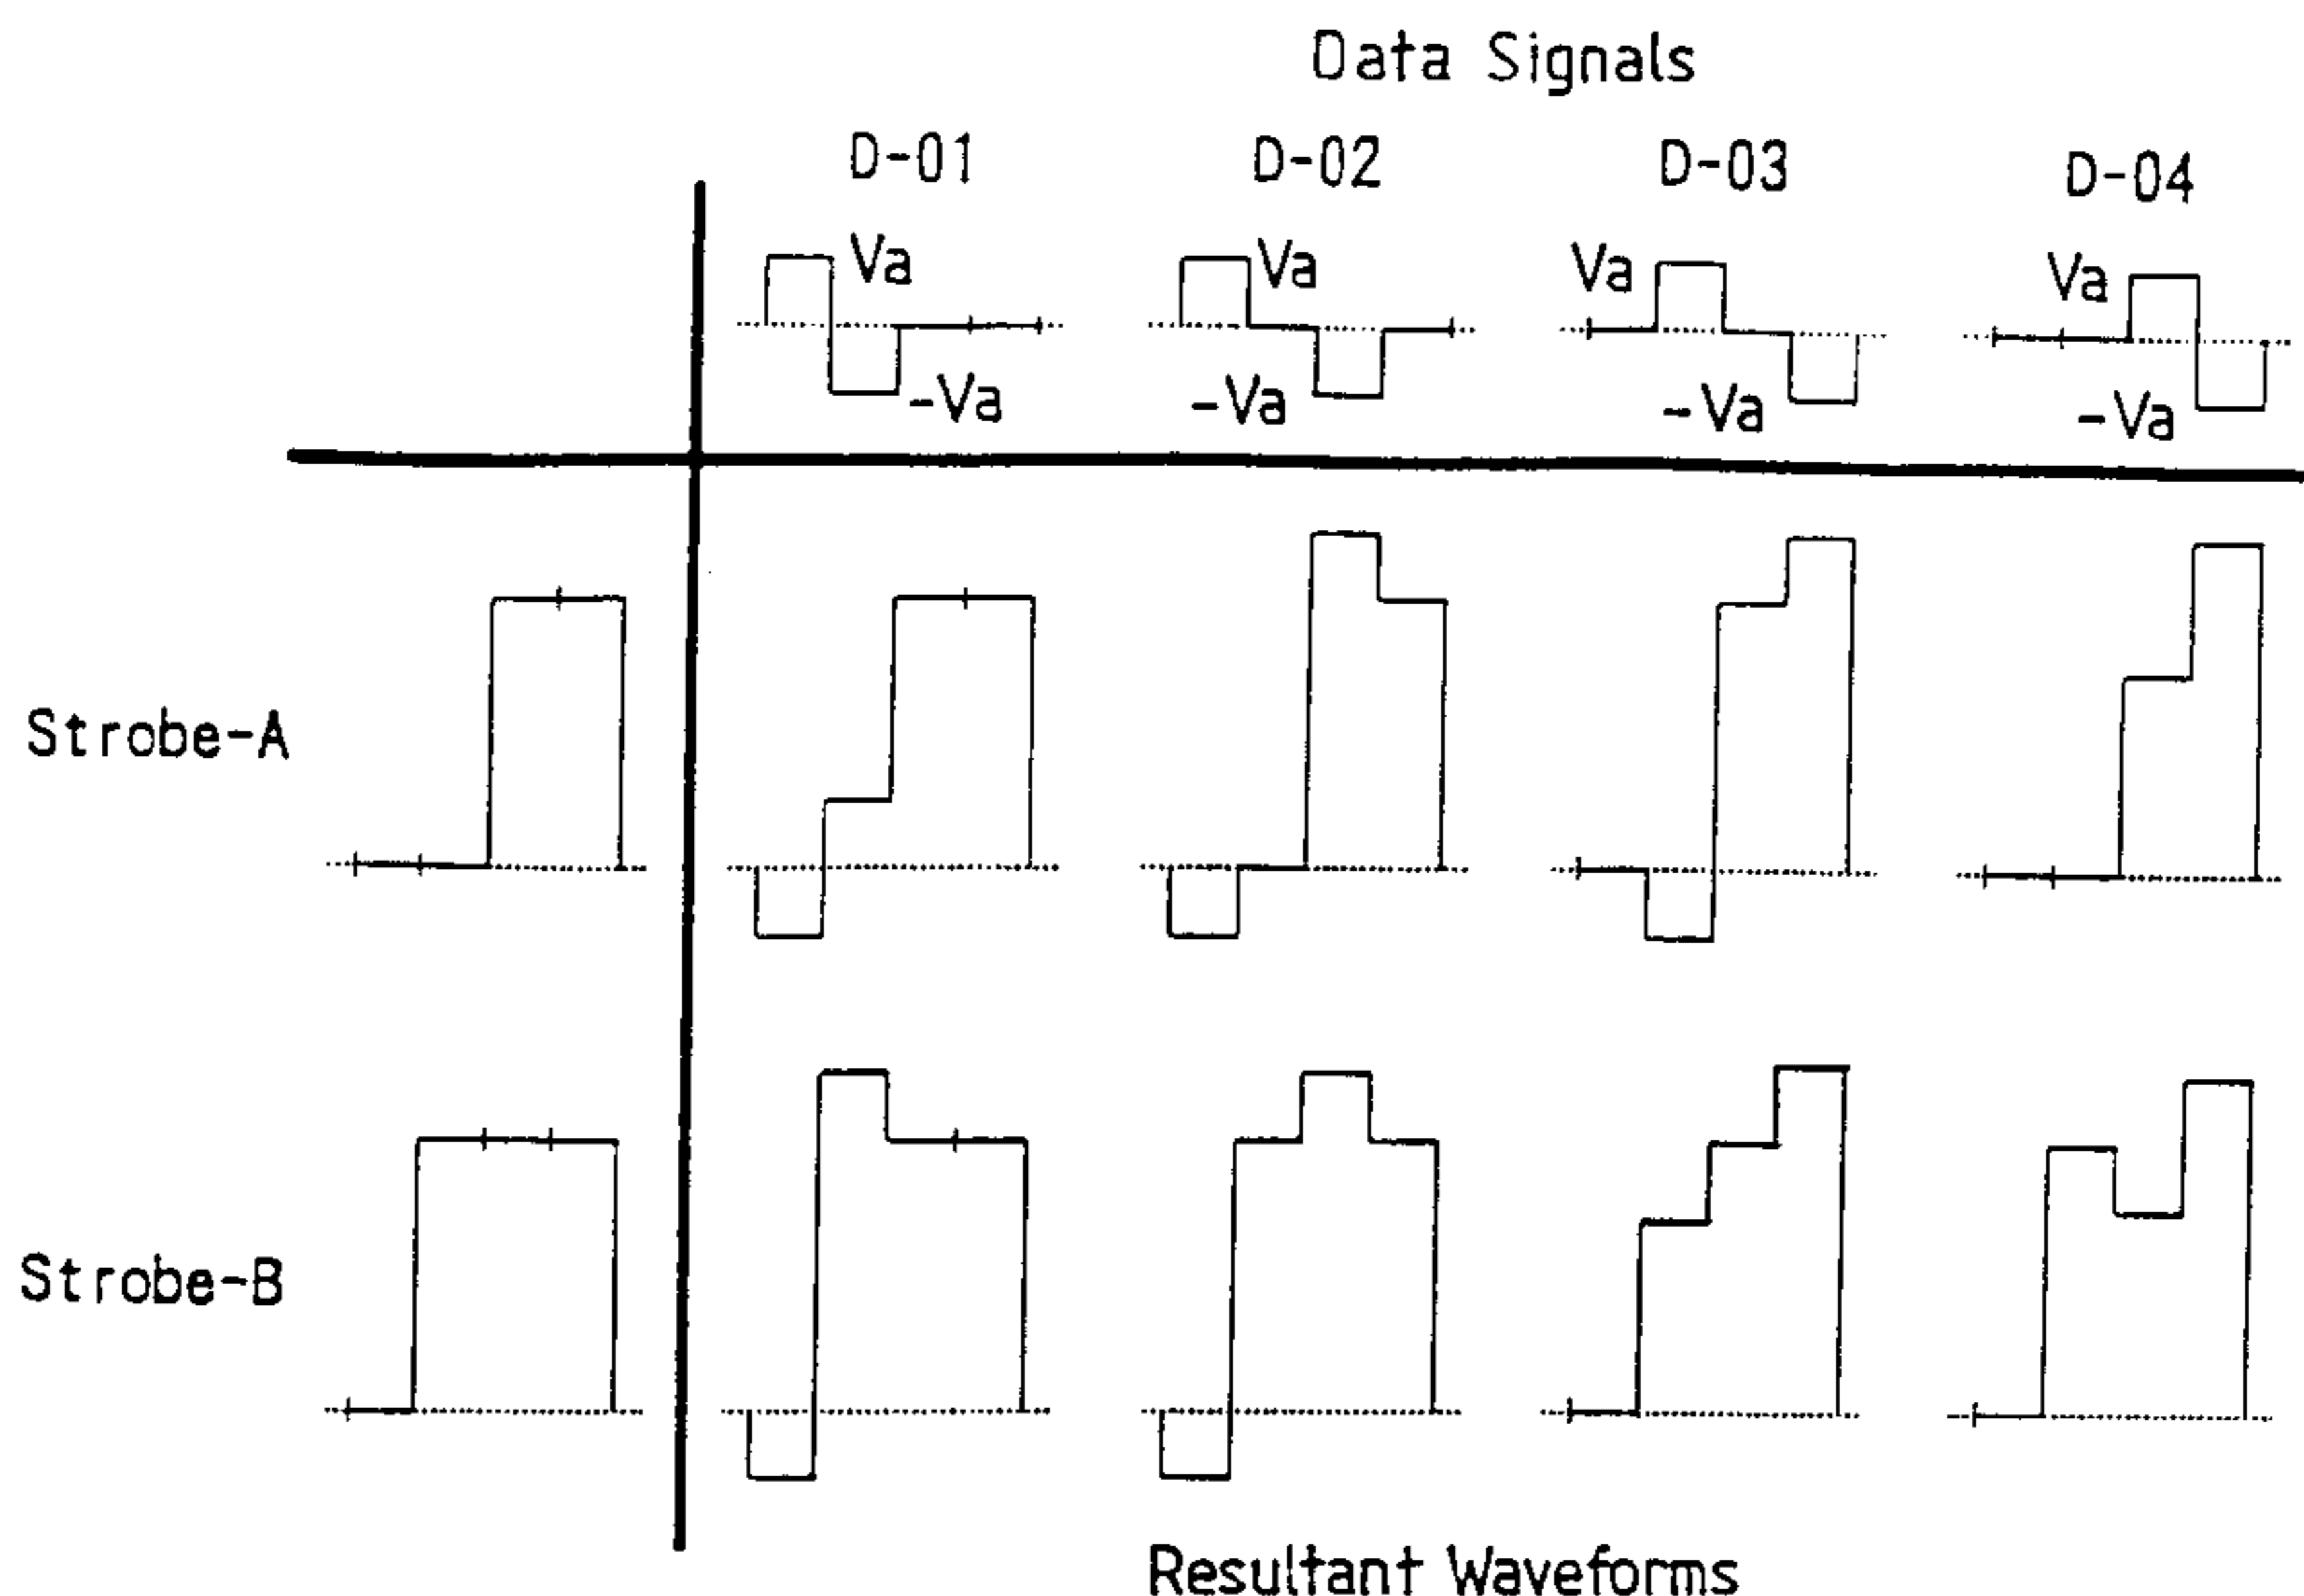 Data Signals
D-01 D-02 D-03 D-04
Va Va Va Va
-Va -Va -Va -Va
Strobe-A
Strobe-B
Resultant Waveforms